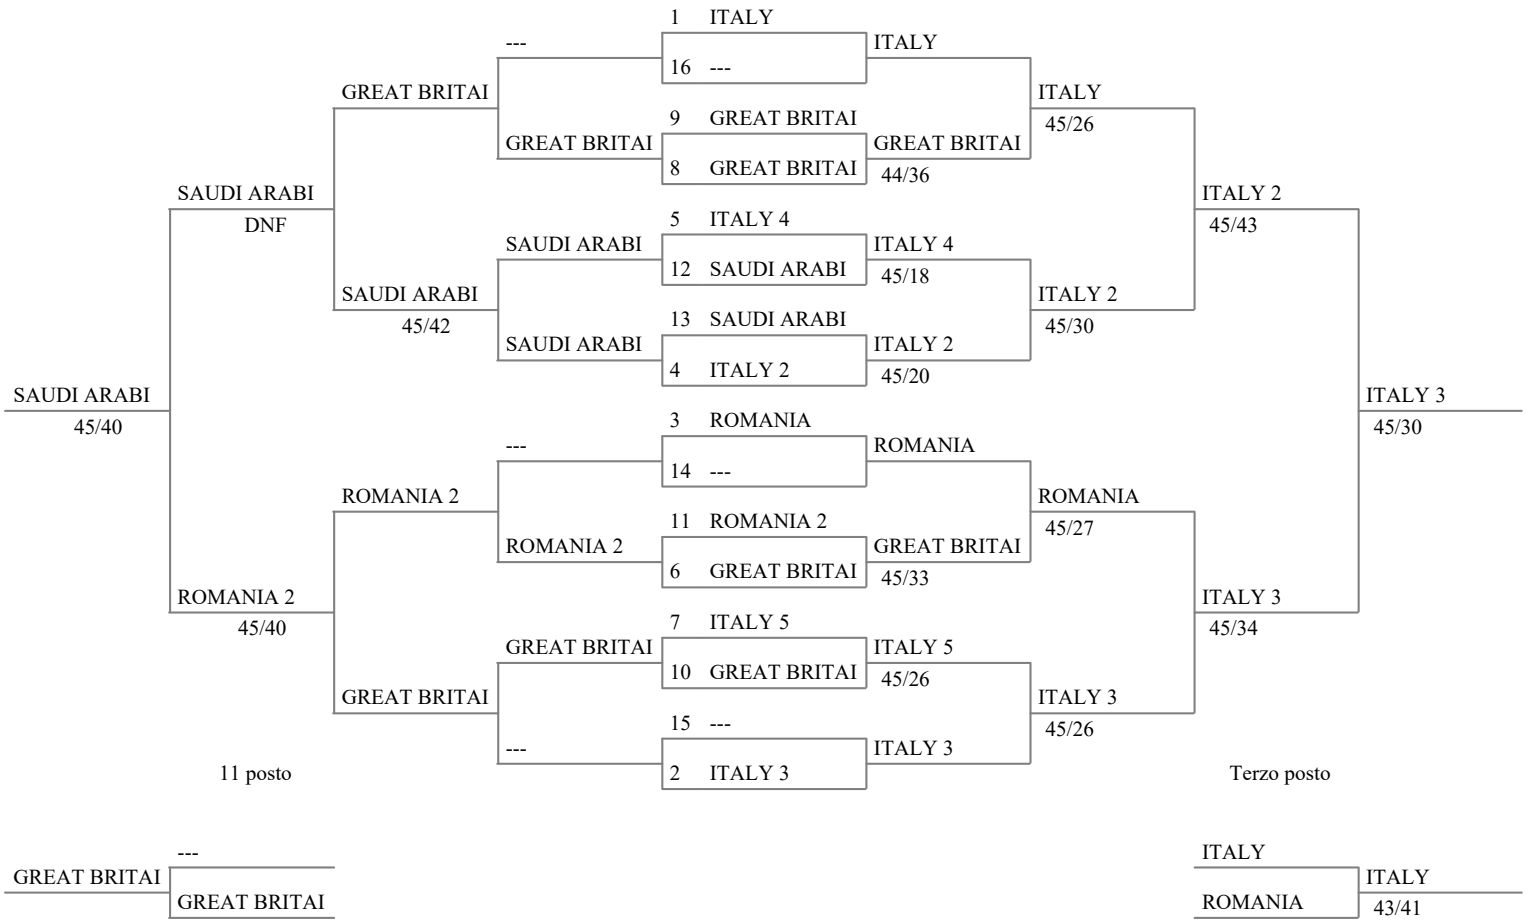 1 ITALY
--- ITALY
16 ---
GREAT BRITAI ITALY
9 GREAT BRITAI 45/26
GREAT BRITAI GREAT BRITAI
8 GREAT BRITAI 44/36
SAUDI ARABI ITALY 2
DNF 5 ITALY 4 45/43
SAUDI ARABI ITALY 4
12 SAUDI ARABI 45/18
SAUDI ARABI ITALY 2
45/42 13 SAUDI ARABI 45/30
SAUDI ARABI ITALY 2
4 ITALY 2 45/20
SAUDI ARABI ITALY 3
45/40 3 ROMANIA 45/30
--- ROMANIA
14 ---
ROMANIA 2 ROMANIA
11 ROMANIA 2 45/27
ROMANIA 2 GREAT BRITAI
6 GREAT BRITAI 45/33
ROMANIA 2 ITALY 3
45/40 7 ITALY 5 45/34
GREAT BRITAI ITALY 5
10 GREAT BRITAI 45/26
GREAT BRITAI ITALY 3
15 --- 45/26
--- ITALY 3
11 posto 2 ITALY 3 Terzo posto
--- ITALY
GREAT BRITAI ITALY
GREAT BRITAI ROMANIA 43/41